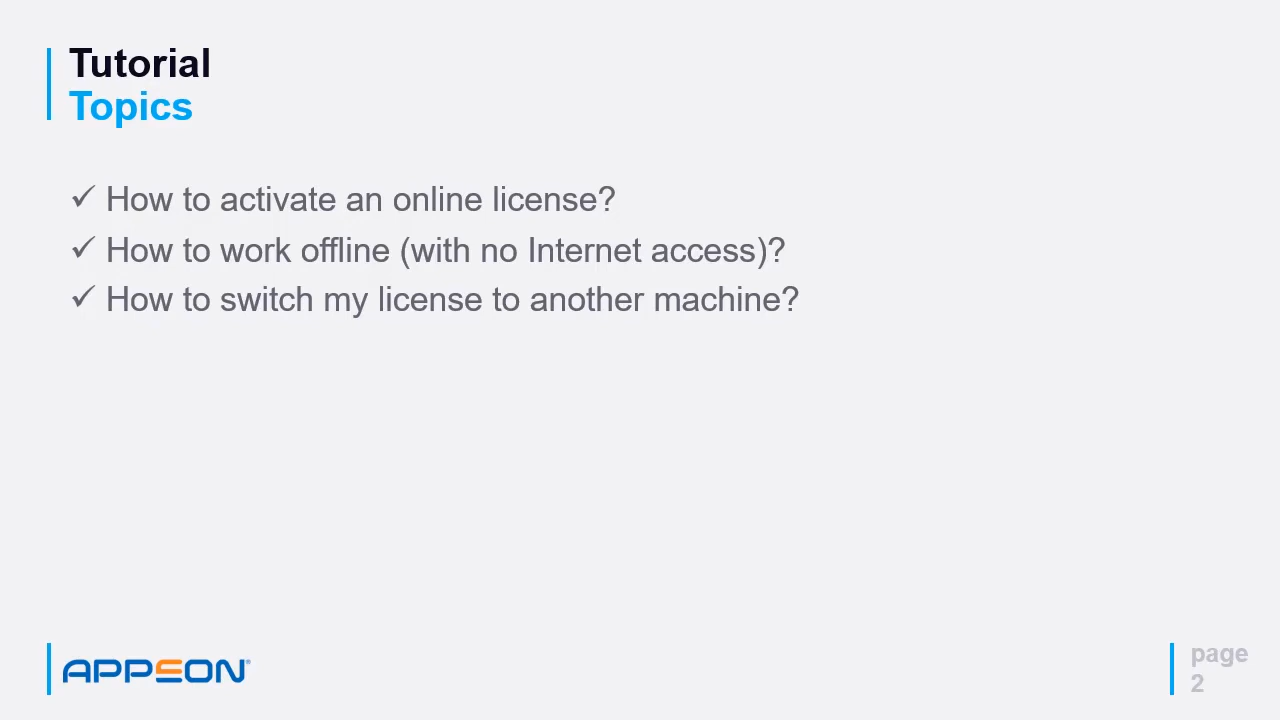 Tutorial
Topics
✓ How to activate an online license?
✓ How to work offline (with no Internet access)?
✓ How to switch my license to another machine?
APPEON®
page
2